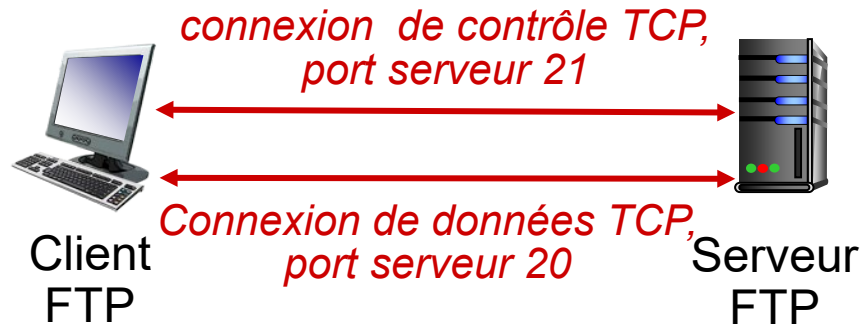 connexion de contrôle TCP,
port serveur 21
Connexion de données TCP,
port serveur 20
Client
FTP
Serveur
FTP